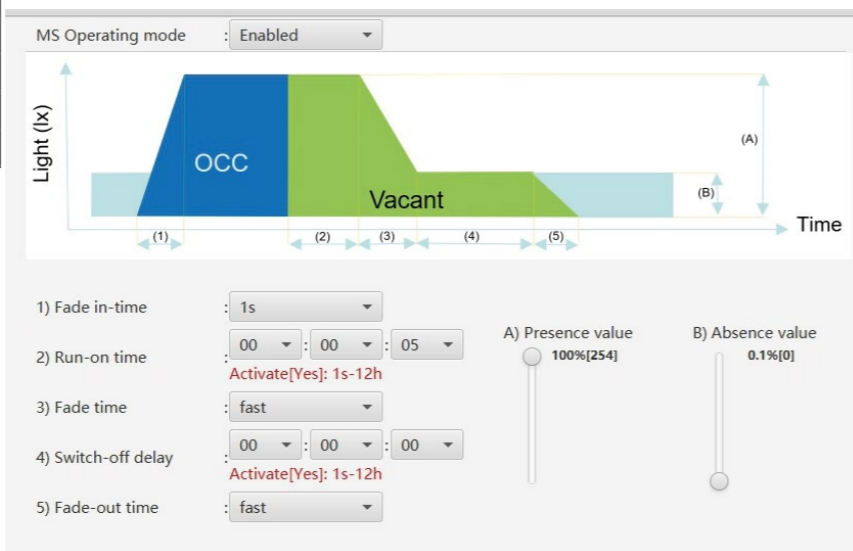 MS Operating mode : Enabled
Light (lx)
OCC
Vacant
(A)
(B)
Time
(1) (2) (3) (4) (5)
1) Fade in-time : 1s
2) Run-on time : 00 : 00 : 05
Activate[Yes]: 1s-12h
3) Fade time : fast
4) Switch-off delay : 00 : 00 : 00
Activate[Yes]: 1s-12h
5) Fade-out time : fast
A) Presence value
100%[254]
B) Absence value
0.1%[0]